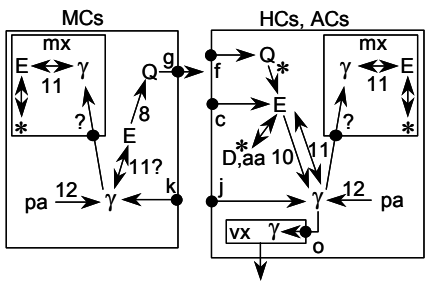 MCs
HCs, ACs
mx
E γ
11
*
?
g
Q
8
E
11?
pa 12 γ
k
f
Q
*
c
E
D,aa
*
10
11
j
γ
12
pa
vx γ
o
mx
γ E
11
*
?